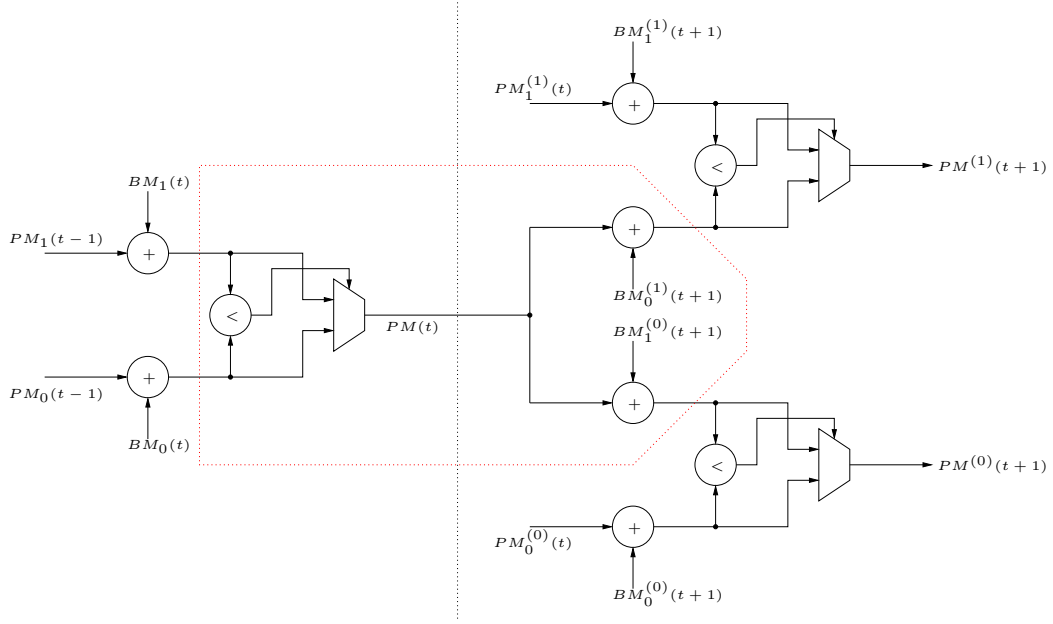 BM_1^{(1)}(t+1)
PM_1^{(1)}(t)
+
<
PM^{(1)}(t+1)
BM_1(t)
PM_1(t−1)
+
+
<
BM_0^{(1)}(t+1)
PM(t)
BM_1^{(0)}(t+1)
PM_0(t−1)
+
+
BM_0(t)
<
PM^{(0)}(t+1)
PM_0^{(0)}(t)
+
BM_0^{(0)}(t+1)